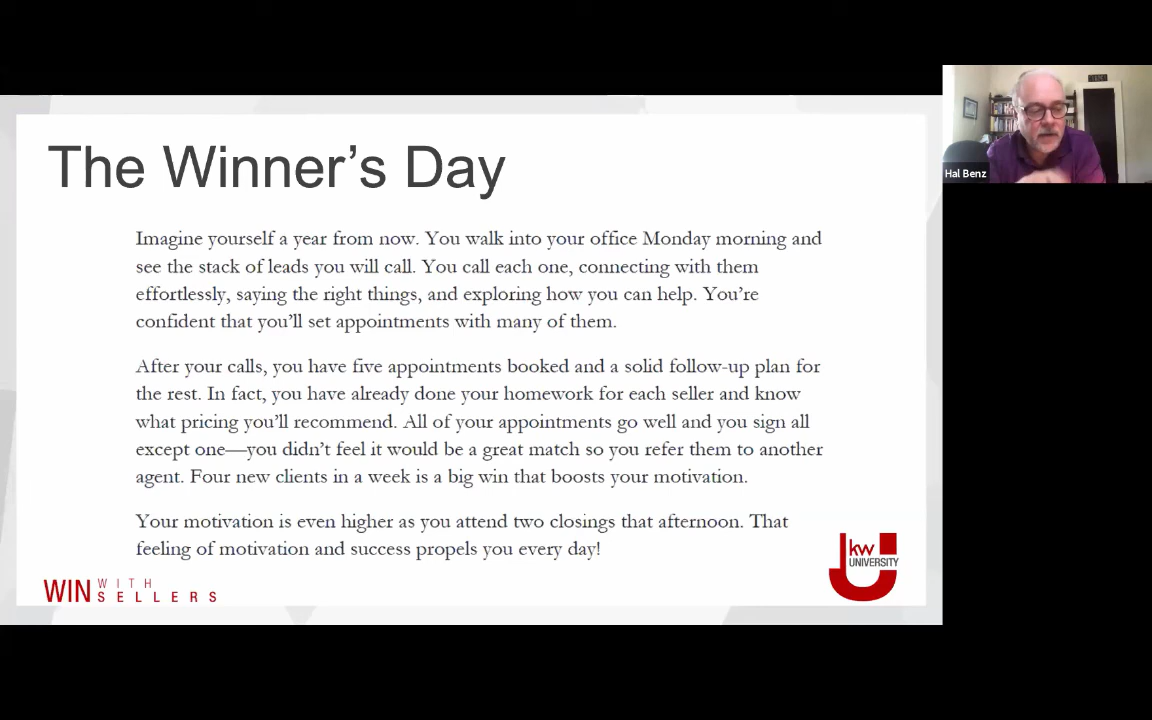 The Winner’s Day
Imagine yourself a year from now. You walk into your office Monday morning and
see the stack of leads you will call. You call each one, connecting with them
effortlessly, saying the right things, and exploring how you can help. You’re
confident that you’ll set appointments with many of them.
After your calls, you have five appointments booked and a solid follow-up plan for
the rest. In fact, you have already done your homework for each seller and know
what pricing you’ll recommend. All of your appointments go well and you sign all
except one—you didn’t feel it would be a great match so you refer them to another
agent. Four new clients in a week is a big win that boosts your motivation.
Your motivation is even higher as you attend two closings that afternoon. That
feeling of motivation and success propels you every day!
WIN WITH
SELLERS
kw
UNIVERSITY
Hal Benz